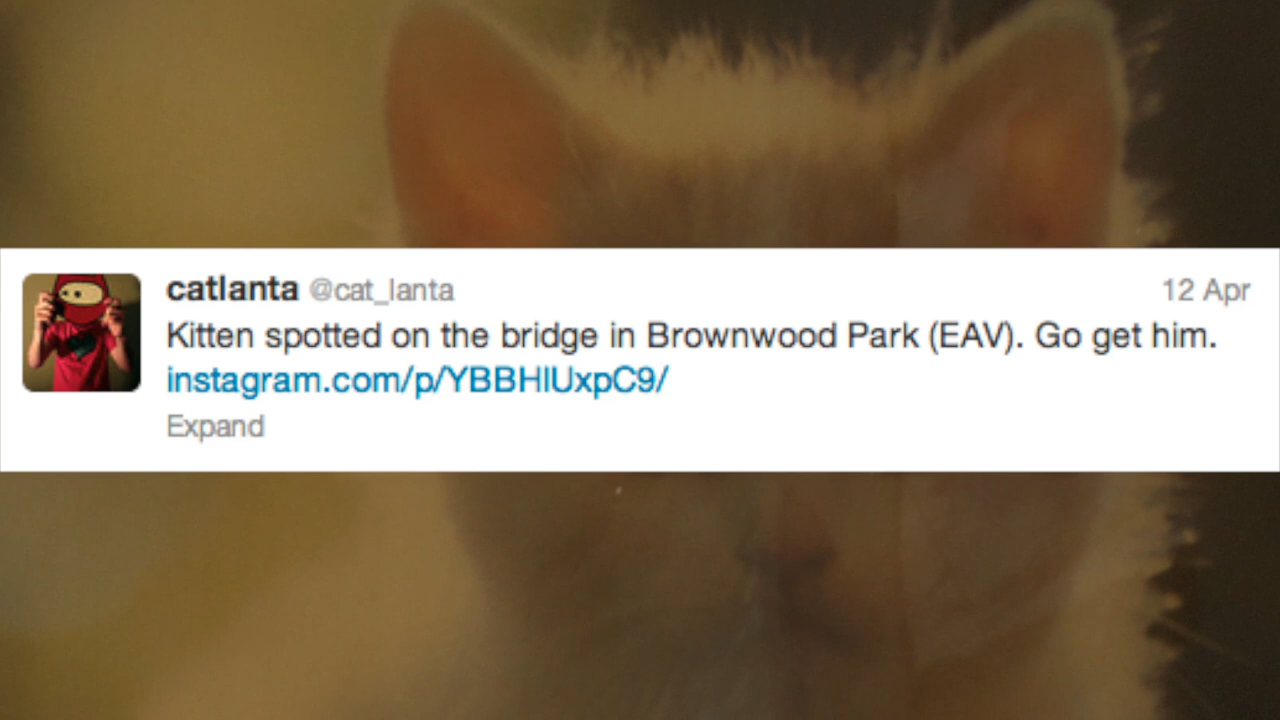 catlanta @cat_lanta 12 Apr
Kitten spotted on the bridge in Brownwood Park (EAV). Go get him.
instagram.com/p/YBBHlUxpC9/
Expand